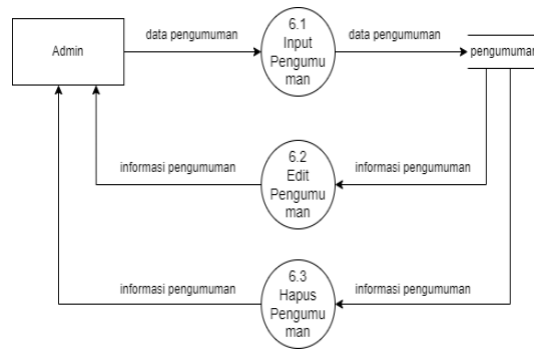 6.1
data pengumuman
Input
data pengumuman
Admin
Pengumu
man
pengumuman
6.2
informasi pengumuman
Edit
informasi pengumuman
Pengumu
man
6.3
informasi pengumuman
Hapus
informasi pengumuman
Pengumu
man